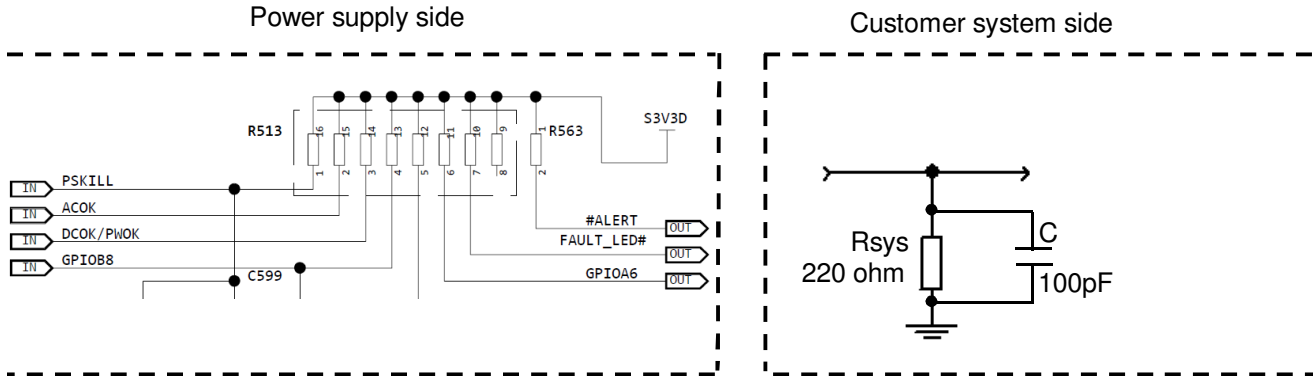 Power supply side
Customer system side
S3V3D
R513
16 15 14 13 12 11 10 9 1
R563
1 2 3 4 5 6 7 8 2
IN PSKILL
IN ACOK
IN DCOK/PWOK
IN GPIOB8
C599
#ALERT OUT
FAULT_LED# OUT
GPIOA6 OUT
Rsys
220 ohm
C
100pF